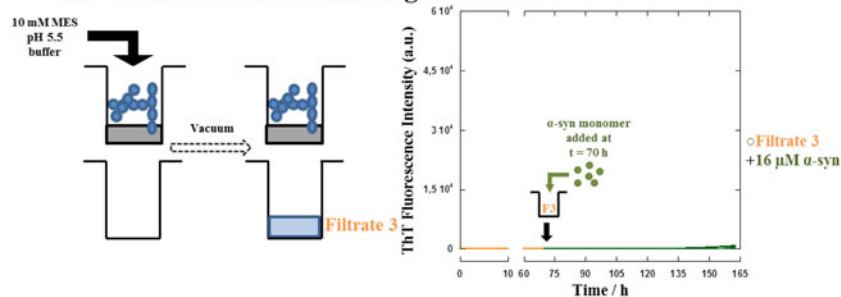 10 mM MES
pH 5.5
buffer
Vacuum
Filtrate 3
ThT Fluorescence Intensity (a.u.)
6 10⁴
4,5 10⁴
3 10⁴
1,5 10⁴
0
α-syn monomer
added at
t = 70 h
F3
0 10 60 75 90 105 120 135 150 165
Time / h
Filtrate 3
+16 μM α-syn